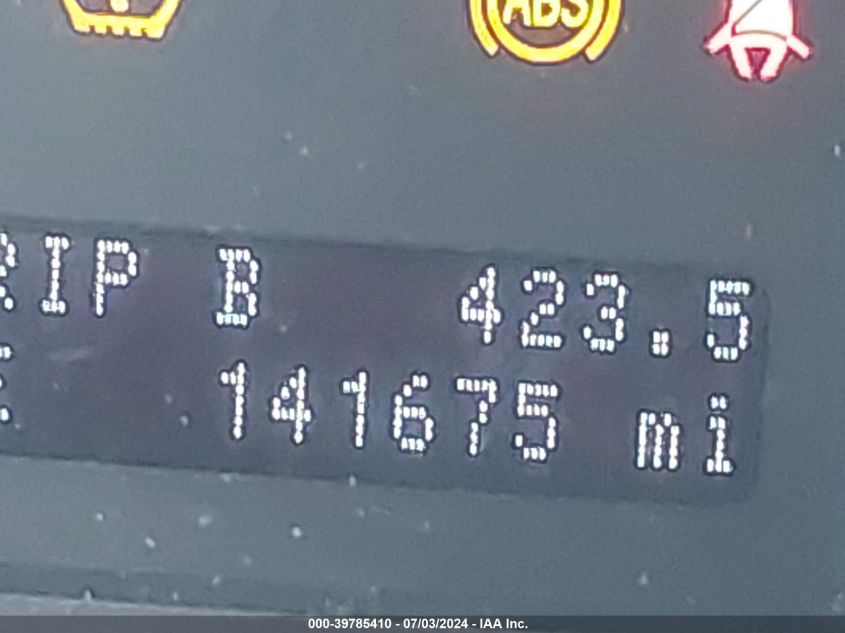 ABS
RIP B 423.5
141675 mi
000-39785410 - 07/03/2024 - IAA Inc.